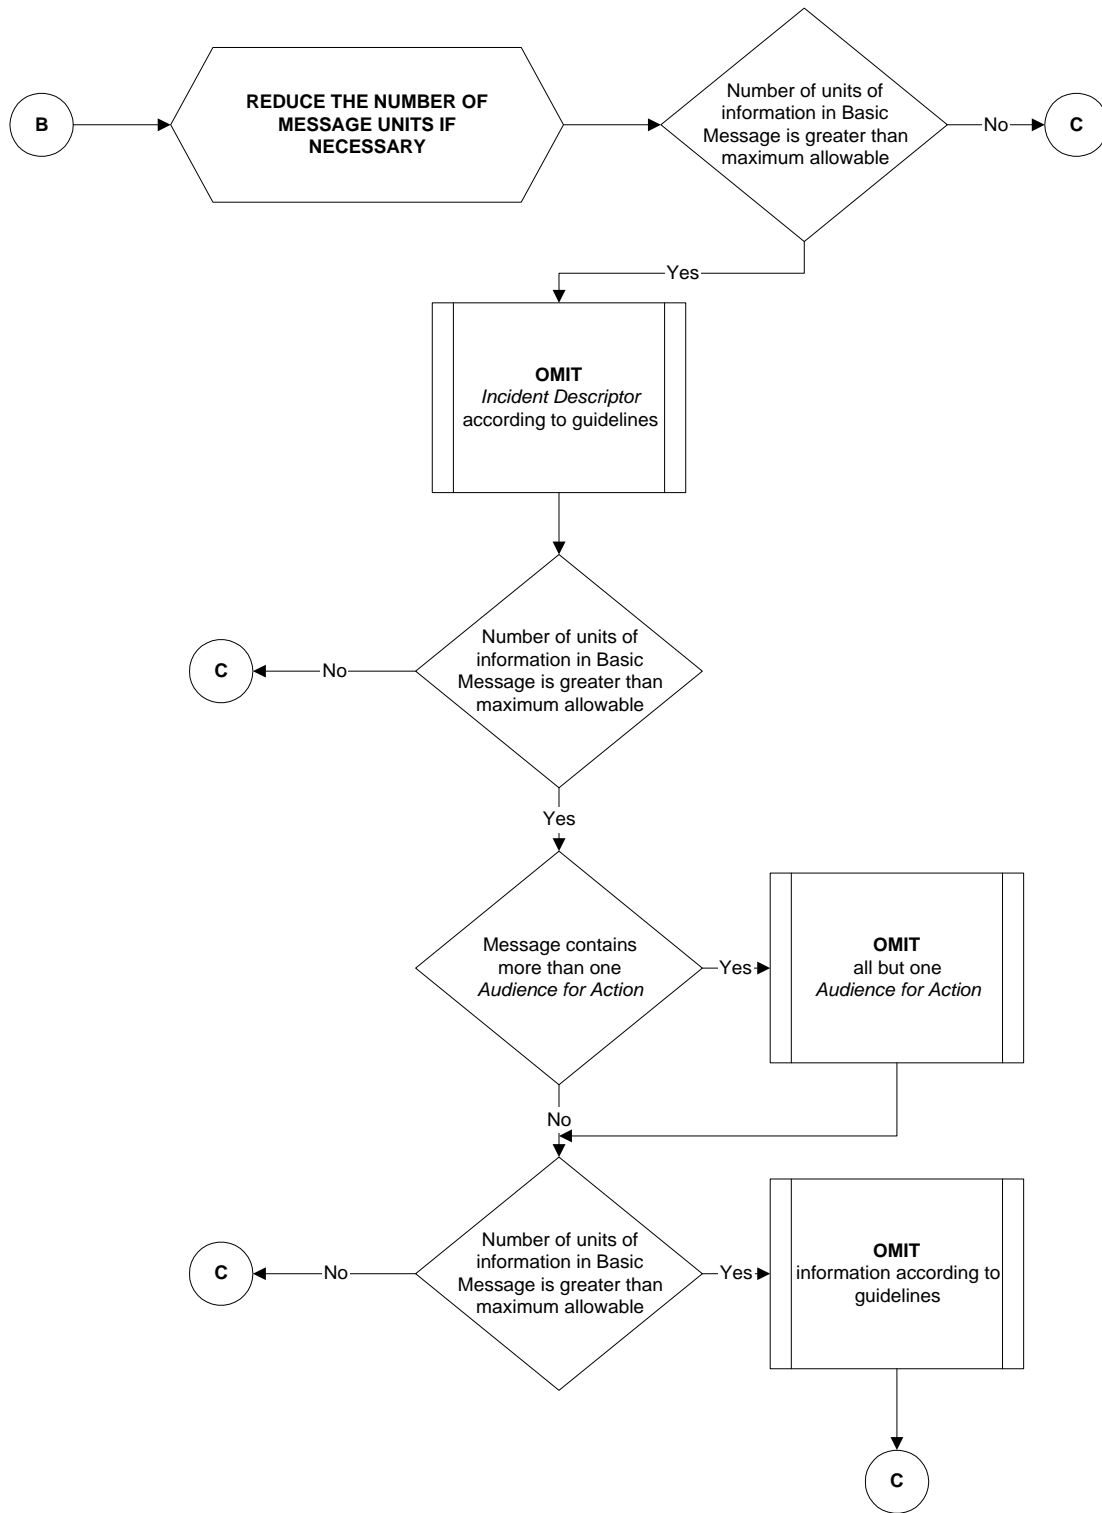 B
REDUCE THE NUMBER OF
MESSAGE UNITS IF
NECESSARY
Number of units of
information in Basic
Message is greater than
maximum allowable
No
C
Yes
OMIT
Incident Descriptor
according to guidelines
Number of units of
information in Basic
Message is greater than
maximum allowable
No
C
Yes
Message contains
more than one
Audience for Action
Yes
OMIT
all but one
Audience for Action
No
Number of units of
information in Basic
Message is greater than
maximum allowable
No
C
Yes
OMIT
information according to
guidelines
C